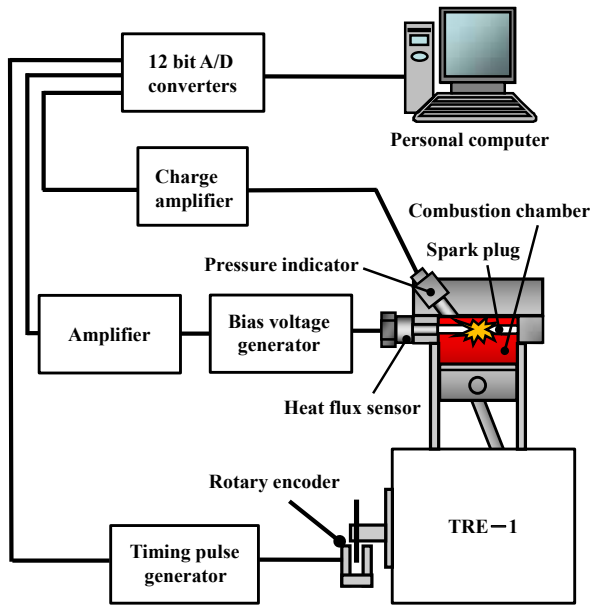 12 bit A/D
converters
Personal computer
Charge
amplifier
Combustion chamber
Spark plug
Pressure indicator
Amplifier
Bias voltage
generator
Heat flux sensor
Rotary encoder
TRE－1
Timing pulse
generator